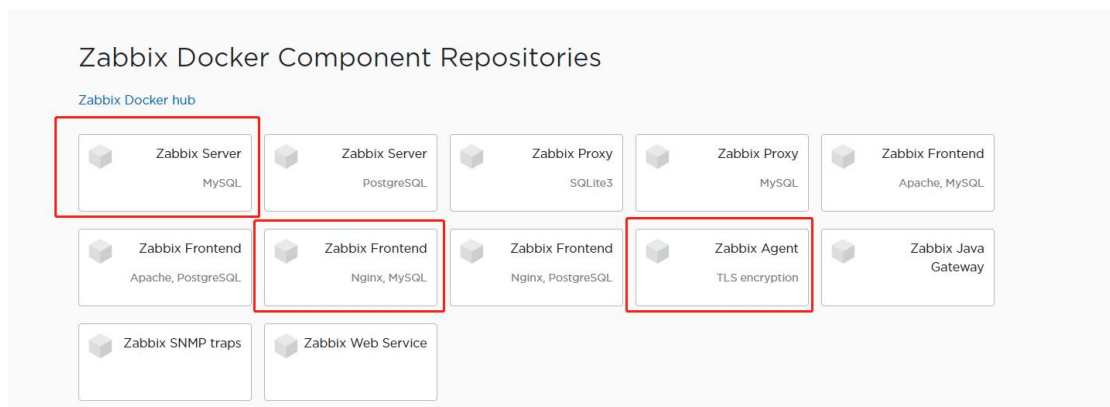 Zabbix Docker Component Repositories
Zabbix Docker hub
Zabbix Server
MySQL
Zabbix Server
PostgreSQL
Zabbix Proxy
SQLite3
Zabbix Proxy
MySQL
Zabbix Frontend
Apache, MySQL
Zabbix Frontend
Apache, PostgreSQL
Zabbix Frontend
Nginx, MySQL
Zabbix Frontend
Nginx, PostgreSQL
Zabbix Agent
TLS encryption
Zabbix Java
Gateway
Zabbix SNMP traps
Zabbix Web Service